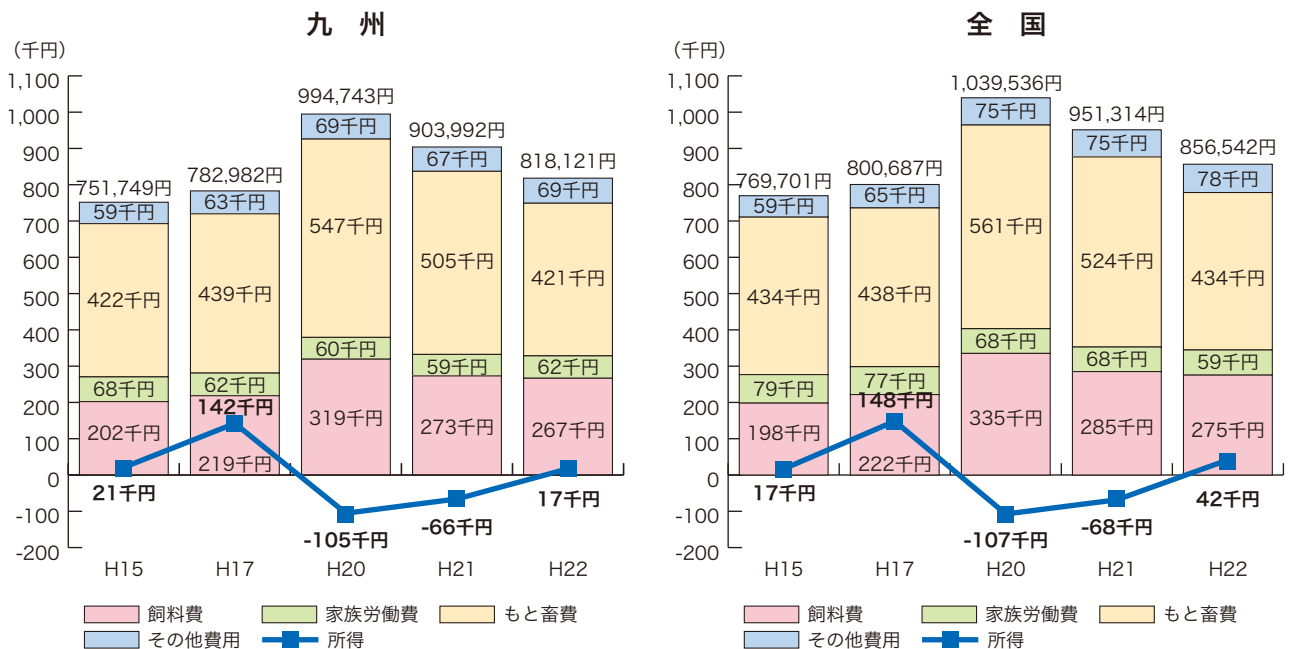 九　州
（千円）
1,100
1,000
900
800
700
600
500
400
300
200
100
0
-100
-200
751,749円
59千円
422千円
68千円
202千円
21千円
782,982円
63千円
439千円
62千円
142千円
219千円
994,743円
69千円
547千円
60千円
319千円
-105千円
903,992円
67千円
505千円
59千円
273千円
-66千円
818,121円
69千円
421千円
62千円
267千円
17千円
H15 H17 H20 H21 H22
飼料費 家族労働費 もと畜費
その他費用 所得
全　国
（千円）
1,100
1,000
900
800
700
600
500
400
300
200
100
0
-100
-200
769,701円
59千円
434千円
79千円
198千円
17千円
800,687円
65千円
438千円
77千円
148千円
222千円
1,039,536円
75千円
561千円
68千円
335千円
-107千円
951,314円
75千円
524千円
68千円
285千円
-68千円
856,542円
78千円
434千円
59千円
275千円
42千円
H15 H17 H20 H21 H22
飼料費 家族労働費 もと畜費
その他費用 所得